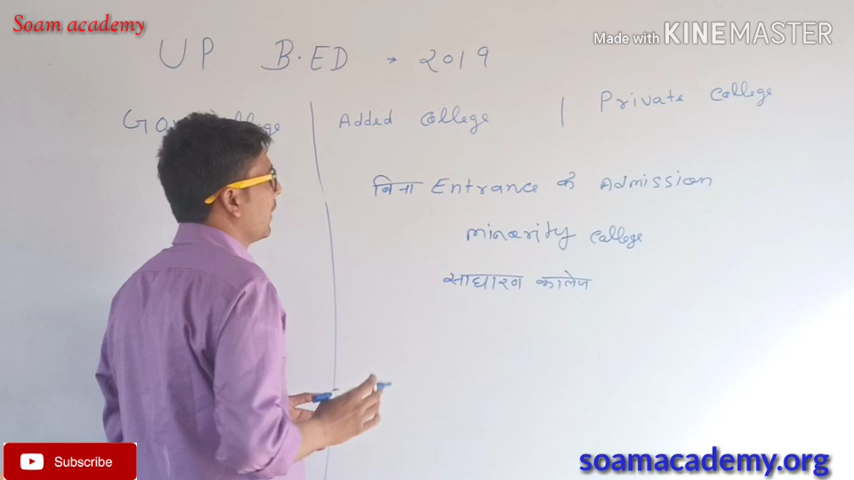 Soam academy
Made with KINEMASTER
UP B.ED → 2019
Added College | Private College
बिना Entrance के Admission
minority College
साधारण कालेज
Subscribe
soamacademy.org